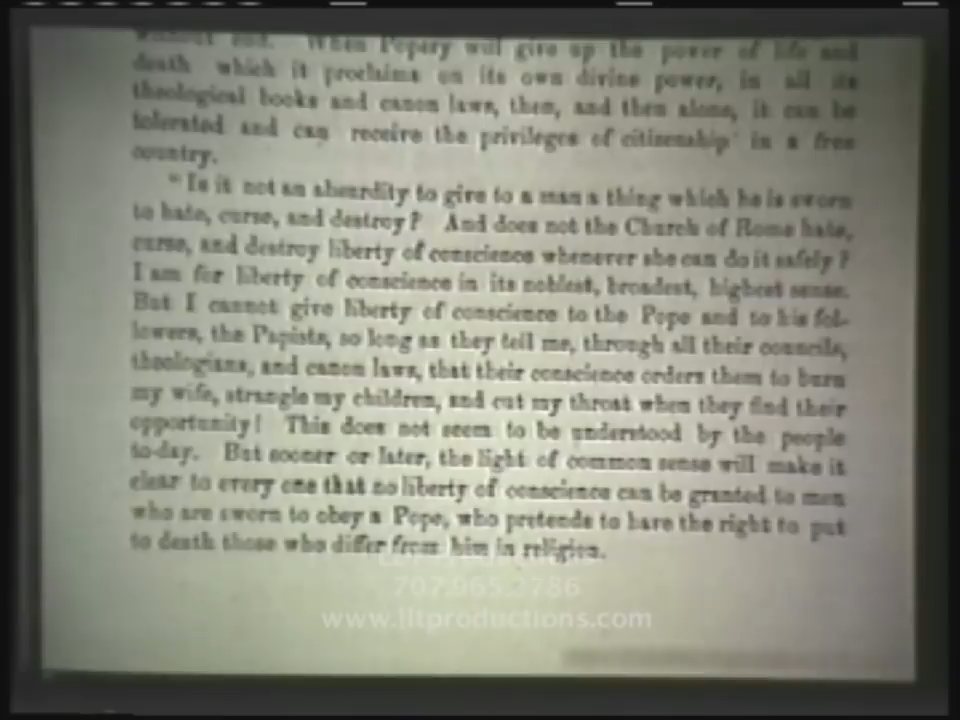 without end. When Popery will give up the power of life and
death which it proclaims on its own divine power, in all its
theological books and canon laws, then, and then alone, it can be
tolerated and can receive the privileges of citizenship in a free
country.
"Is it not an absurdity to give to a man a thing which he is sworn
to hate, curse, and destroy? And does not the Church of Rome hate,
curse, and destroy liberty of conscience whenever she can do it safely?
I am for liberty of conscience in its noblest, broadest, highest sense.
But I cannot give liberty of conscience to the Pope and to his fol-
lowers, the Papists, so long as they tell me, through all their councils,
theologians, and canon laws, that their conscience orders them to burn
my wife, strangle my children, and cut my throat when they find their
opportunity! This does not seem to be understood by the people
to-day. But sooner or later, the light of common sense will make it
clear to every one that no liberty of conscience can be granted to men
who are sworn to obey a Pope, who pretends to have the right to put
to death those who differ from him in religion.
707.965.2786
www.litproductions.com